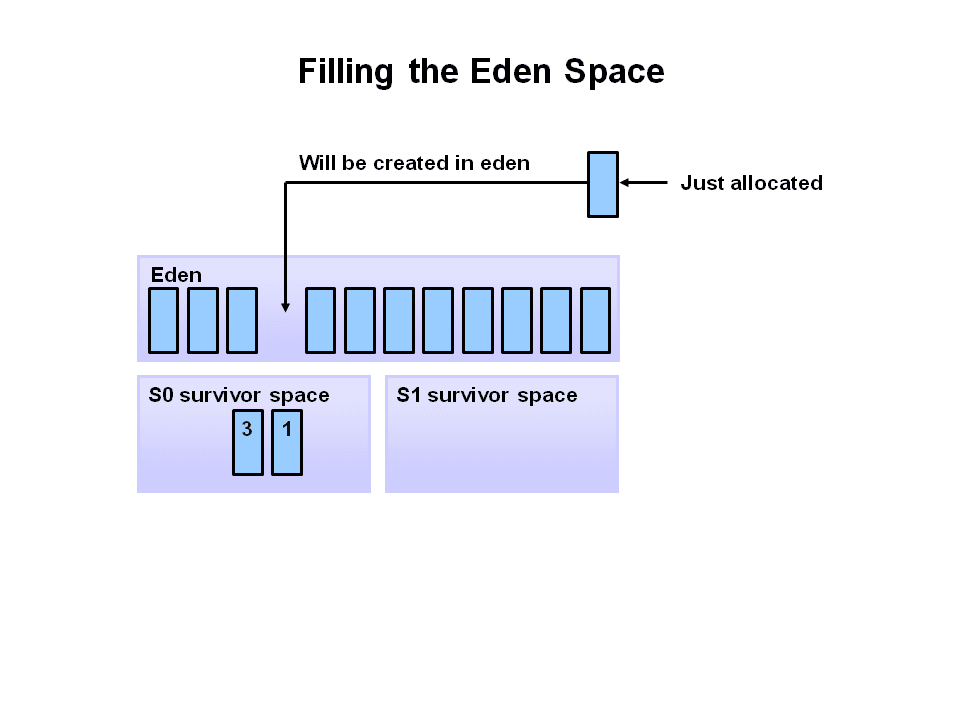 Filling the Eden Space
Will be created in eden
Just allocated
Eden
S0 survivor space
S1 survivor space
3
1